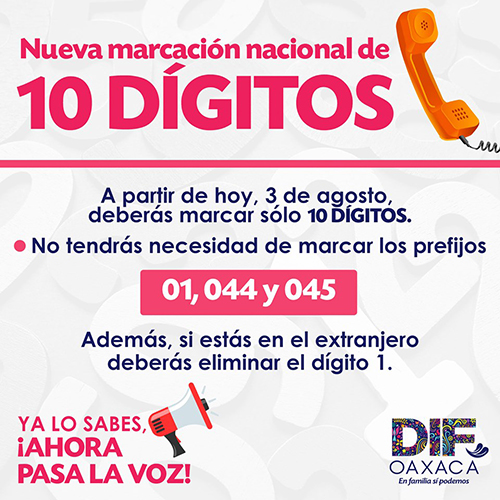 Nueva marcación nacional de
10 DÍGITOS
A partir de hoy, 3 de agosto,
deberás marcar sólo 10 DÍGITOS.
No tendrás necesidad de marcar los prefijos
01, 044 y 045
Además, si estás en el extranjero
deberás eliminar el dígito 1.
YA LO SABES,
¡AHORA
PASA LA VOZ!
DIF
OAXACA
En familia sí podemos